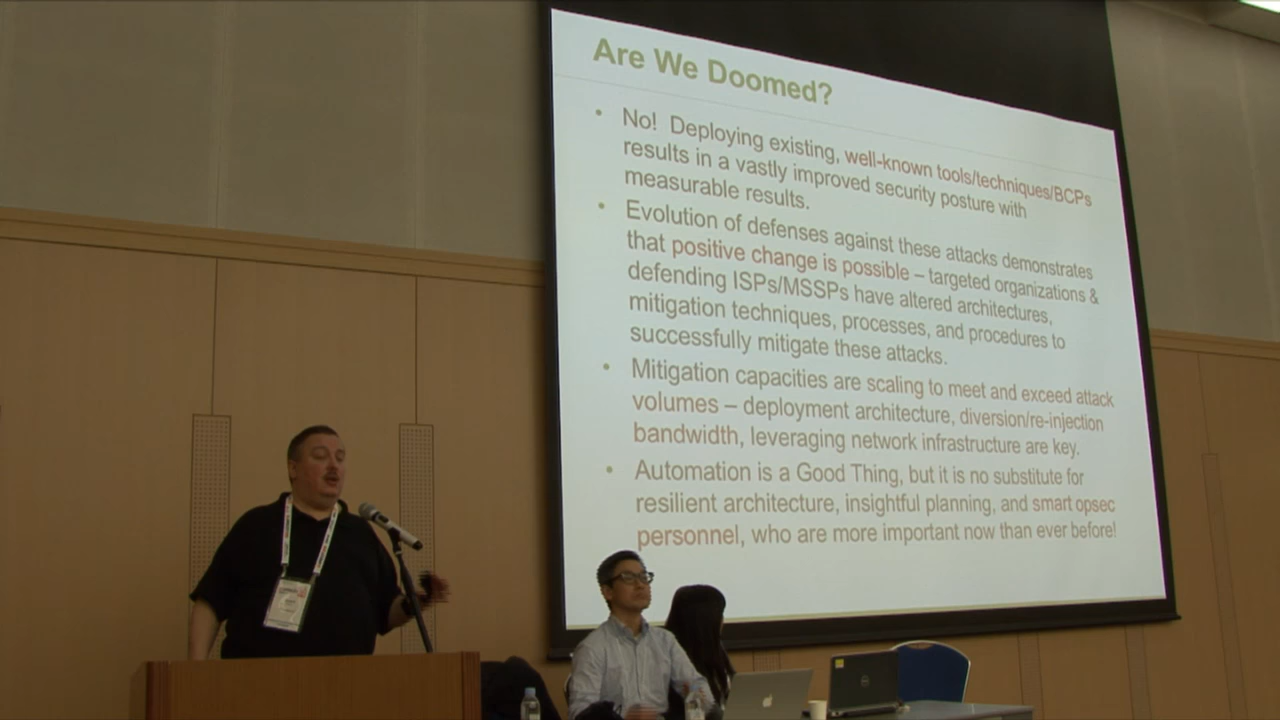 Are We Doomed?
• No! Deploying existing, well-known tools/techniques/BCPs
results in a vastly improved security posture with
measurable results.
• Evolution of defenses against these attacks demonstrates
that positive change is possible – targeted organizations &
defending ISPs/MSSPs have altered architectures,
mitigation techniques, processes, and procedures to
successfully mitigate these attacks.
• Mitigation capacities are scaling to meet and exceed attack
volumes – deployment architecture, diversion/re-injection
bandwidth, leveraging network infrastructure are key.
• Automation is a Good Thing, but it is no substitute for
resilient architecture, insightful planning, and smart opsec
personnel, who are more important now than ever before!